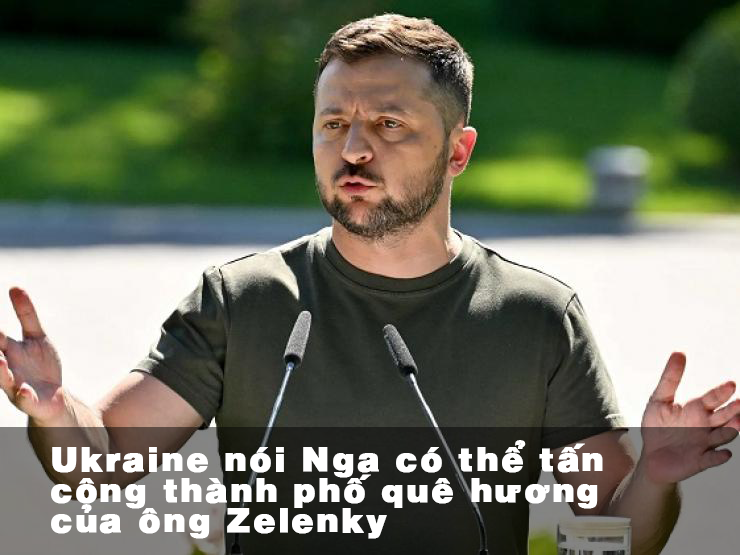 Ukraine nói Nga có thể tấn
công thành phố quê hương
của ông Zelenky